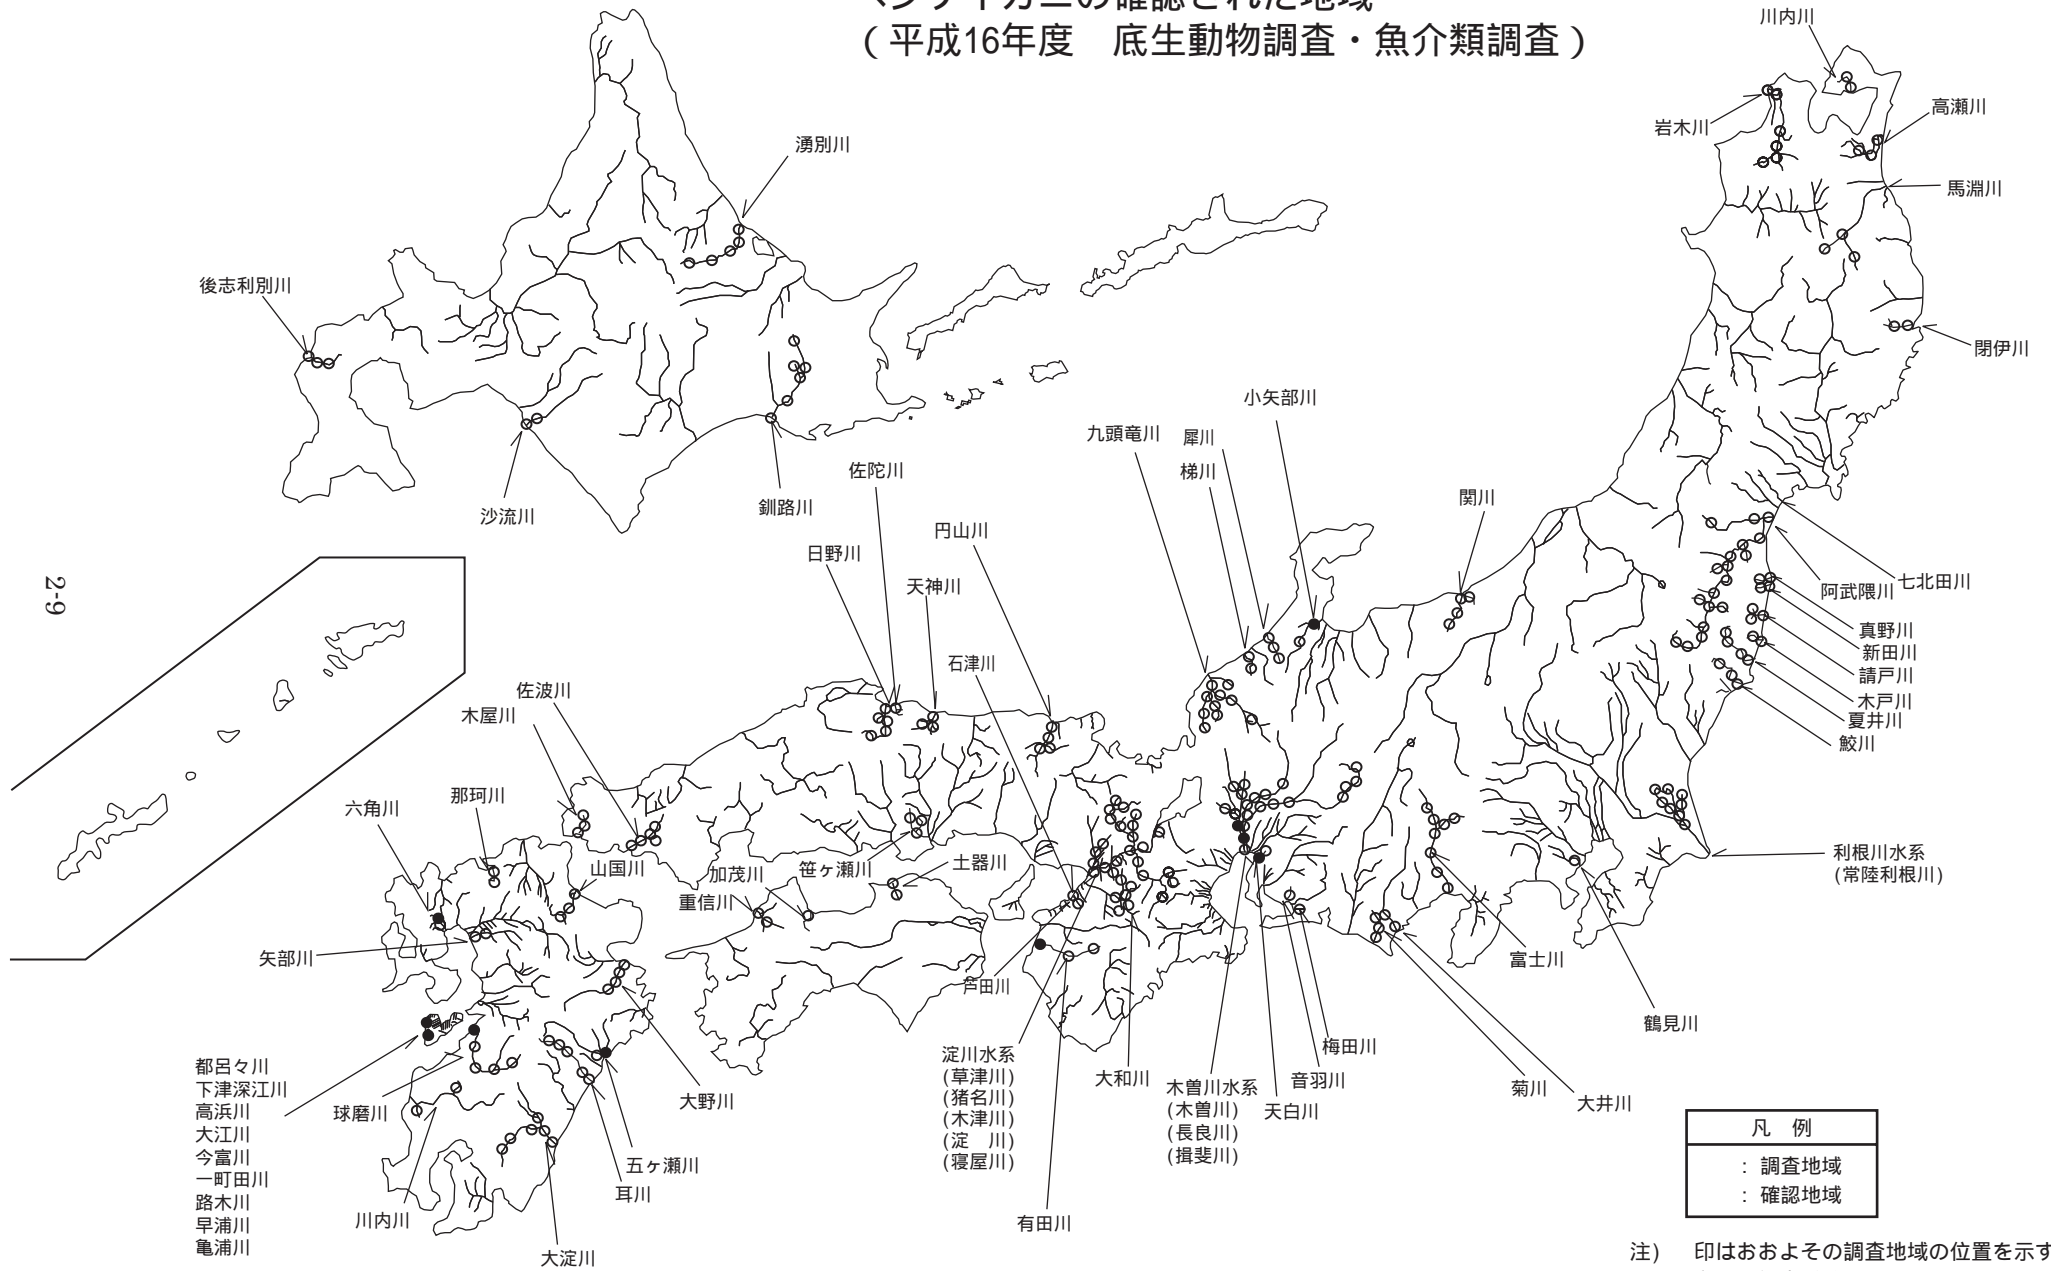 ベンケイガニの確認された地域
(平成16年度　底生動物調査・魚介類調査)
川内川
岩木川
高瀬川
馬淵川
閉伊川
湧別川
後志利別川
沙流川
釧路川
2-9
小矢部川
九頭竜川
犀川
梯川
関川
佐陀川
円山川
日野川
天神川
石津川
佐波川
木屋川
那珂川
六角川
七北田川
阿武隈川
真野川
新田川
請戸川
木戸川
夏井川
鮫川
利根川水系
(常陸利根川)
山国川
加茂川
重信川
笹ヶ瀬川
土器川
矢部川
芦田川
富士川
鶴見川
菊川
大井川
梅田川
音羽川
天白川
木曽川水系
(木曽川)
(長良川)
(揖斐川)
大和川
淀川水系
(草津川)
(猪名川)
(木津川)
(淀　川)
(寝屋川)
有田川
大野川
五ヶ瀬川
耳川
大淀川
川内川
球磨川
都呂々川
下津深江川
高浜川
大江川
今富川
一町田川
路木川
早浦川
亀浦川
凡　例
：調査地域
：確認地域
注)　印はおおよその調査地域の位置を示す